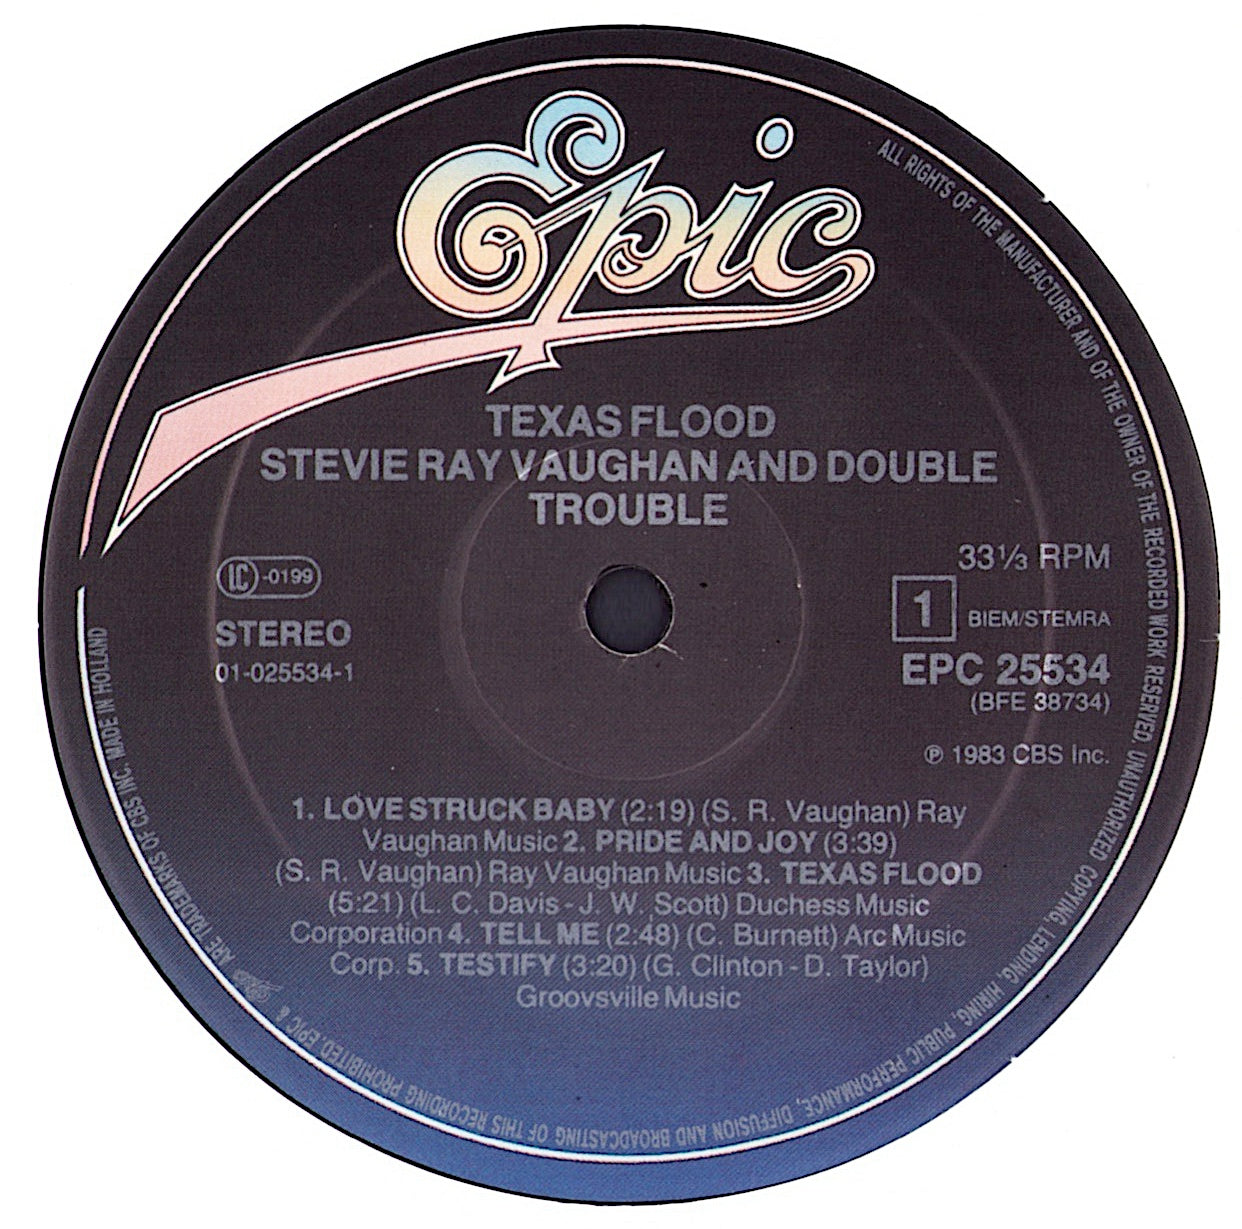 Epic
TEXAS FLOOD
STEVIE RAY VAUGHAN AND DOUBLE
TROUBLE
LC -0199
STEREO
01-025534-1
33⅓ RPM
1 BIEM/STEMRA
EPC 25534
(BFE 38734)
℗ 1983 CBS Inc.
1. LOVE STRUCK BABY (2:19) (S. R. Vaughan) Ray
Vaughan Music 2. PRIDE AND JOY (3:39)
(S. R. Vaughan) Ray Vaughan Music 3. TEXAS FLOOD
(5:21) (L. C. Davis - J. W. Scott) Duchess Music
Corporation 4. TELL ME (2:48) (C. Burnett) Arc Music
Corp. 5. TESTIFY (3:20) (G. Clinton - D. Taylor)
Groovsville Music
ALL RIGHTS OF THE MANUFACTURER AND OF THE OWNER OF THE RECORDED WORK RESERVED. UNAUTHORIZED COPYING, LENDING, HIRING, PUBLIC PERFORMANCE, DIFFUSION AND BROADCASTING OF THIS RECORDING PROHIBITED. EPIC & Epic ARE TRADEMARKS OF CBS INC. MADE IN HOLLAND